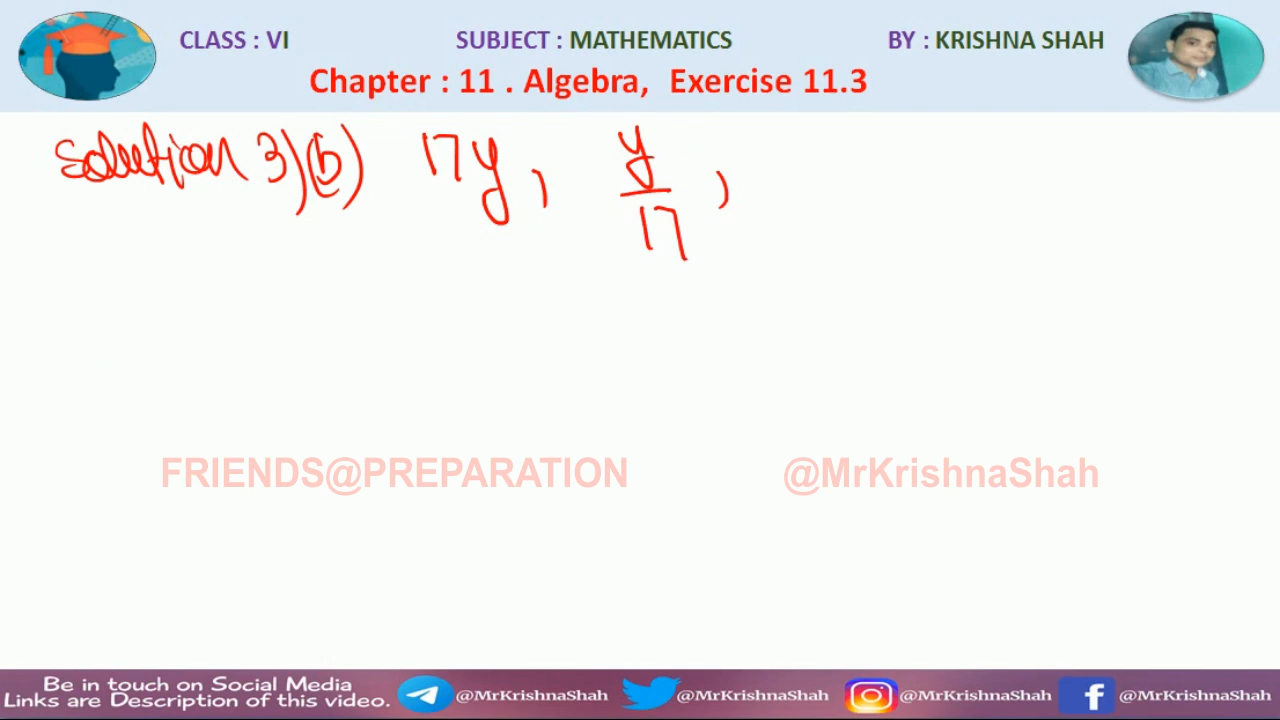 CLASS : VI SUBJECT : MATHEMATICS BY : KRISHNA SHAH
Chapter : 11 . Algebra, Exercise 11.3
Solution 3)(b) 17y, y/17,
FRIENDS@PREPARATION @MrKrishnaShah
Be in touch on Social Media
Links are Description of this video.
@MrKrishnaShah @MrKrishnaShah @MrKrishnaShah @MrKrishnaShah